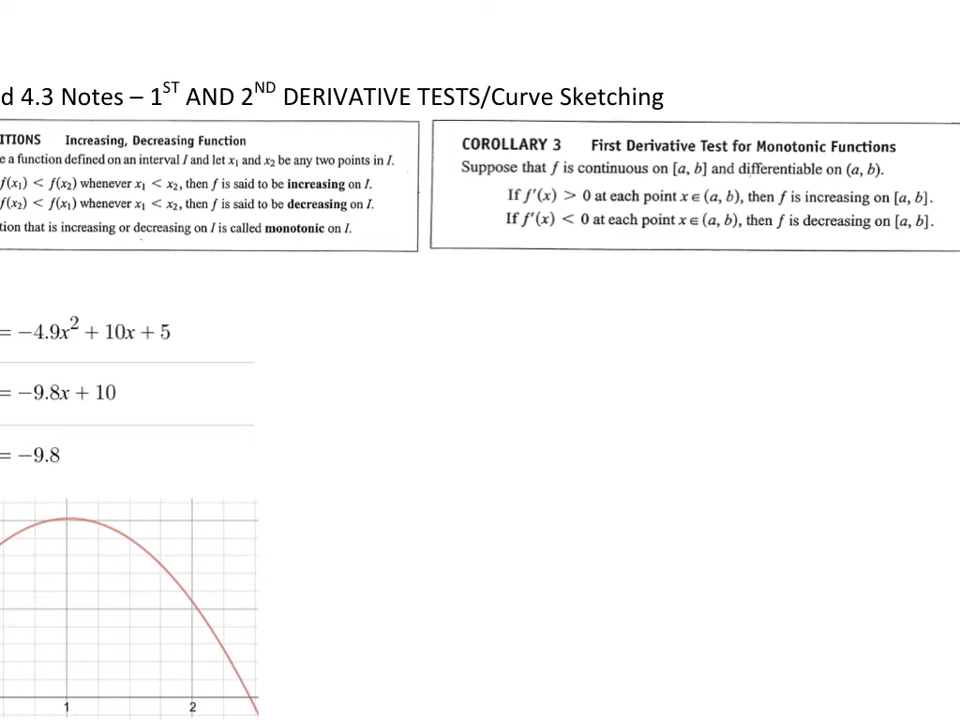 d 4.3 Notes – 1ST AND 2ND DERIVATIVE TESTS/Curve Sketching
ITIONS Increasing, Decreasing Function
e a function defined on an interval I and let x₁ and x₂ be any two points in I.
f(x₁) < f(x₂) whenever x₁ < x₂, then f is said to be increasing on I.
f(x₂) < f(x₁) whenever x₁ < x₂, then f is said to be decreasing on I.
tion that is increasing or decreasing on I is called monotonic on I.
COROLLARY 3 First Derivative Test for Monotonic Functions
Suppose that f is continuous on [a, b] and differentiable on (a, b).
If f′(x) > 0 at each point x ∈ (a, b), then f is increasing on [a, b].
If f′(x) < 0 at each point x ∈ (a, b), then f is decreasing on [a, b].
= −4.9x² + 10x + 5
= −9.8x + 10
= −9.8
1
2